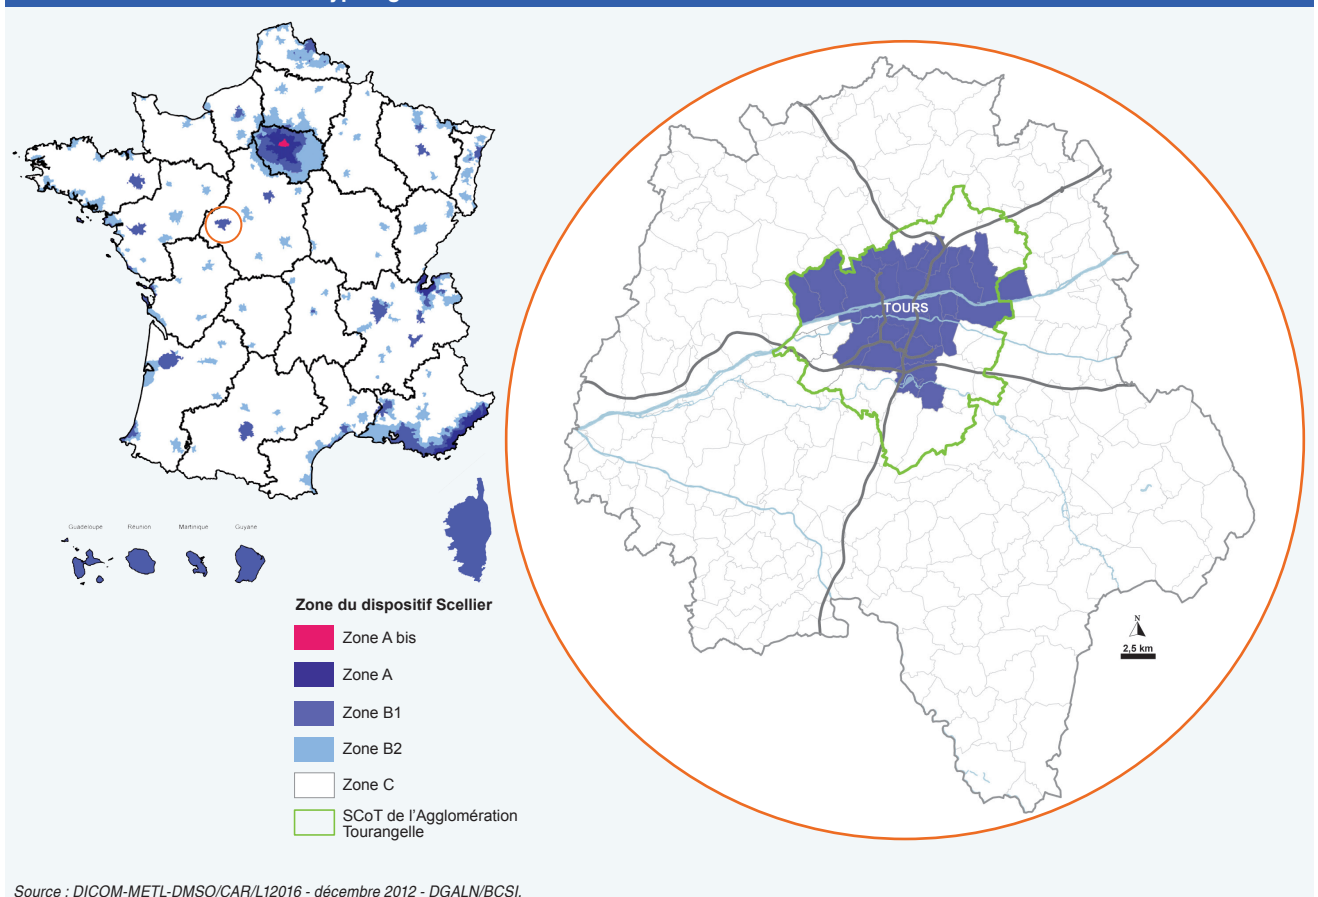 TOURS
Guadeloupe
Réunion
Martinique
Guyane
Zone du dispositif Scellier
Zone A bis
Zone A
Zone B1
Zone B2
Zone C
SCoT de l'Agglomération
Tourangelle
N
2,5 km
Source : DICOM-METL-DMSO/CAR/L12016 - décembre 2012 - DGALN/BCSI.